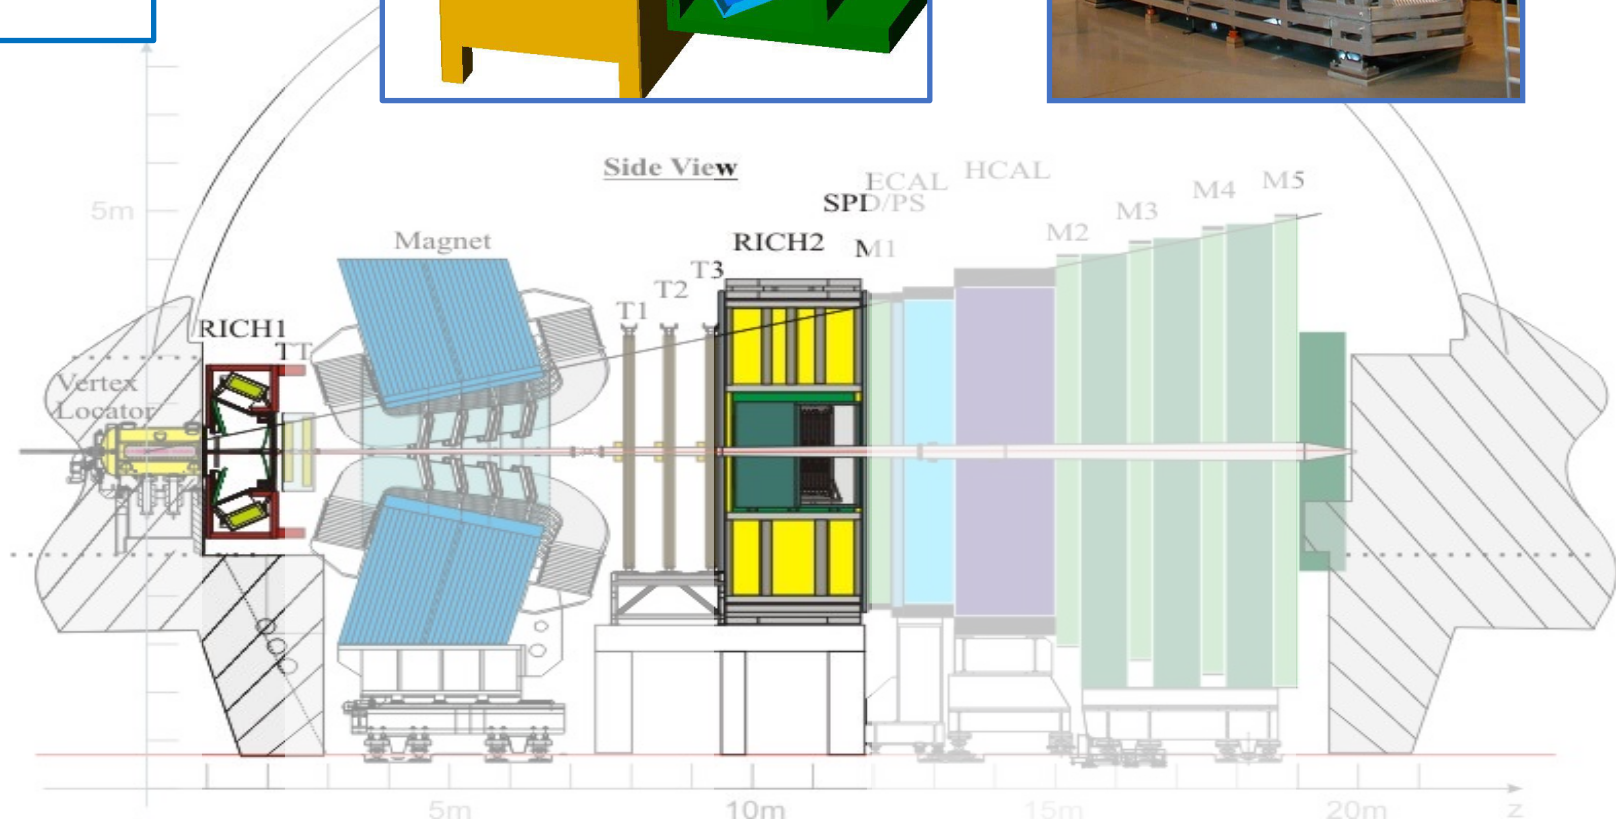 Side View
ECAL
HCAL
SPD/PS
M4
M5
M3
5m
Magnet
RICH2
M1
M2
T3
T2
T1
RICH1
TT
Vertex
Locator
5m
10m
15m
20m
z